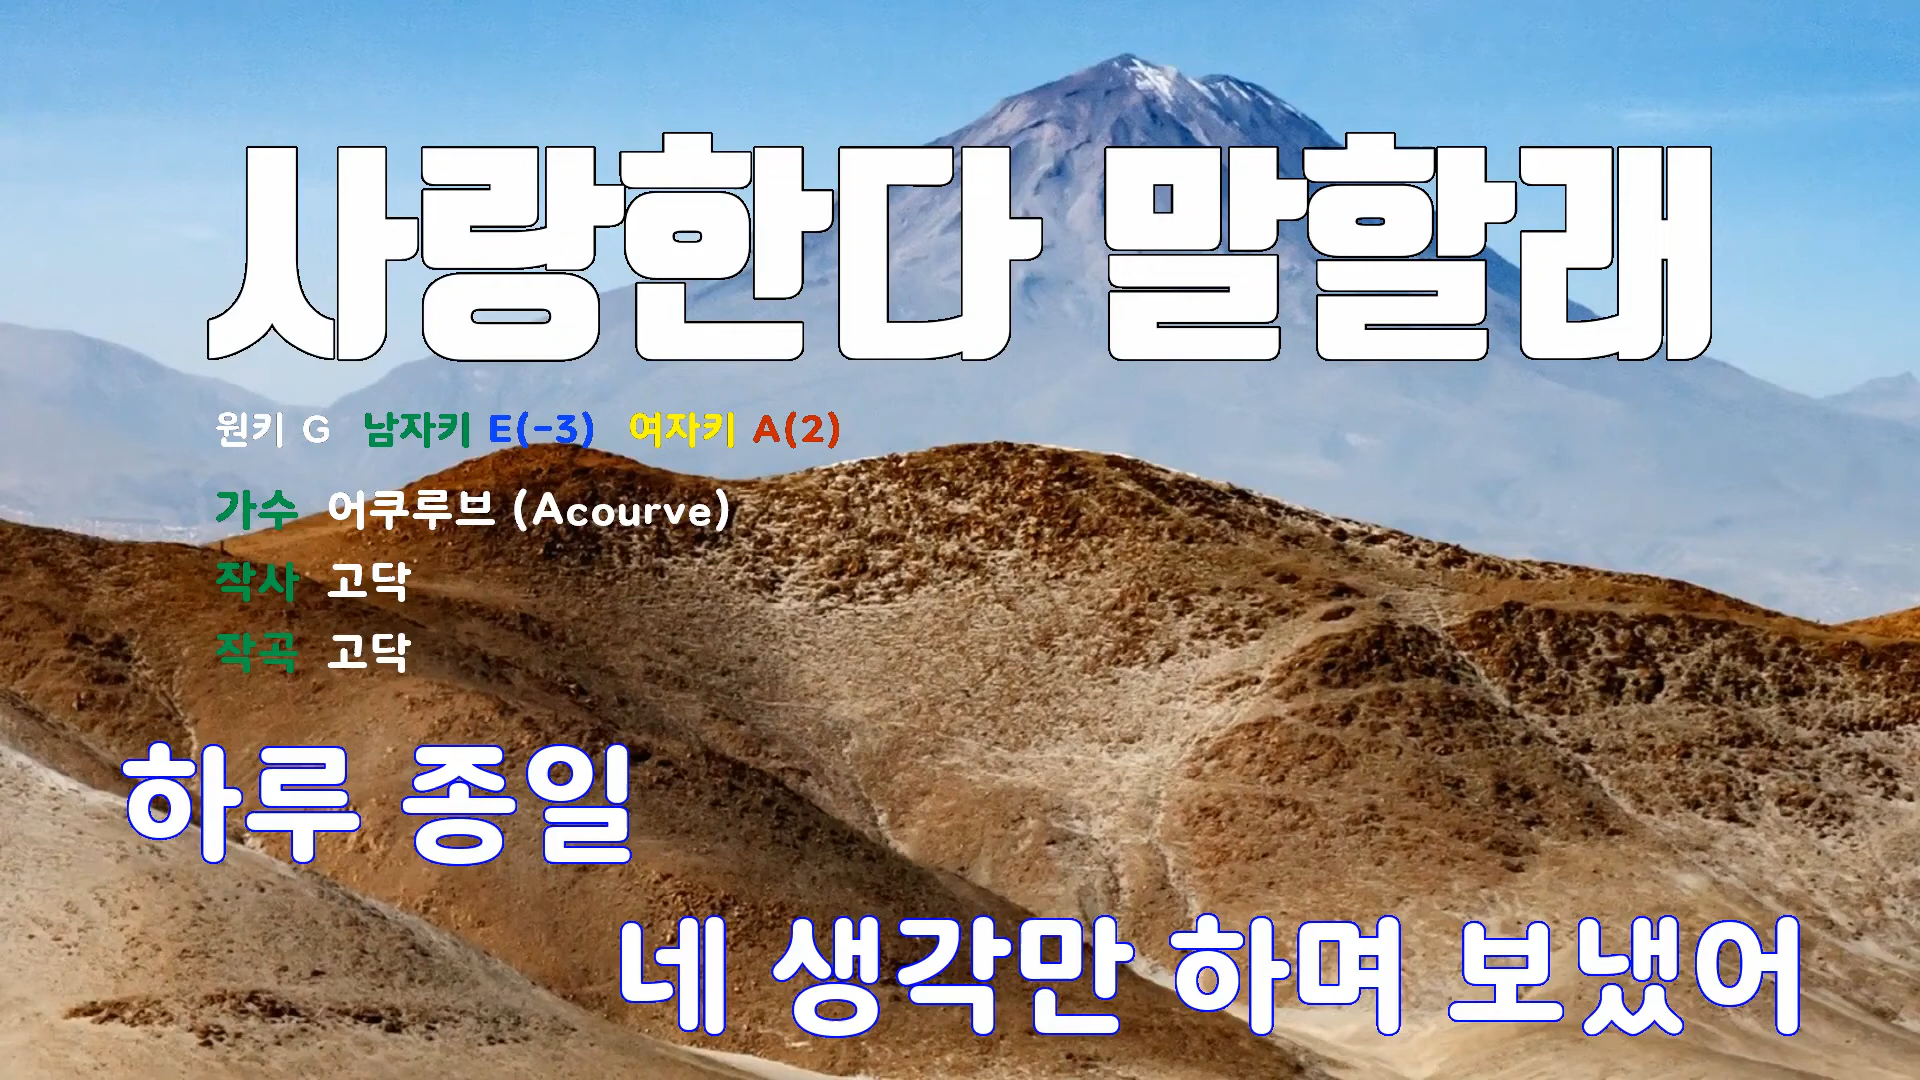 사랑한다 말할래
원키 G 남자키 E(-3) 여자키 A(2)
가수 어쿠루브 (Acourve)
작사 고닥
작곡 고닥
하루 종일
네 생각만 하며 보냈어